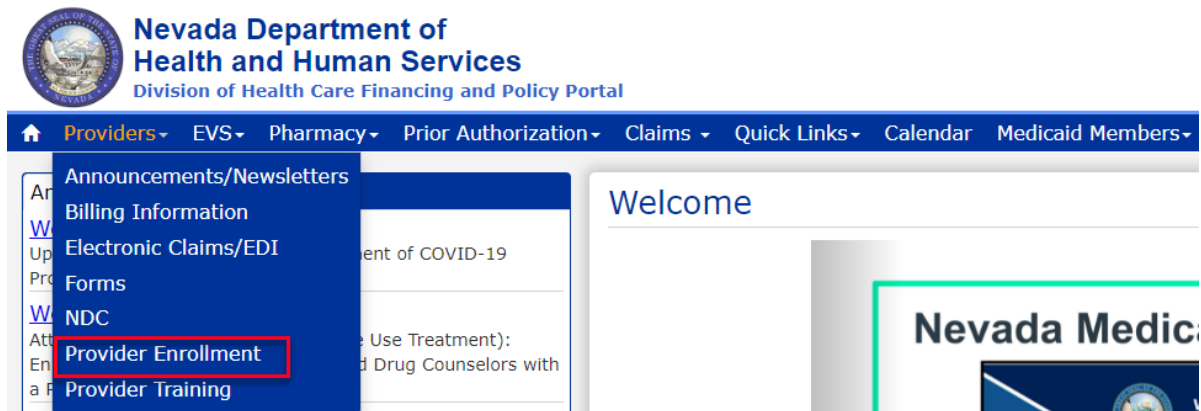 Nevada Department of
Health and Human Services
Division of Health Care Financing and Policy Portal
Providers EVS Pharmacy Prior Authorization Claims Quick Links Calendar Medicaid Members
Announcements/Newsletters
Billing Information
Electronic Claims/EDI
Forms
NDC
Provider Enrollment
Provider Training
of COVID-19
Use Treatment):
Drug Counselors with
a
Welcome
Nevada